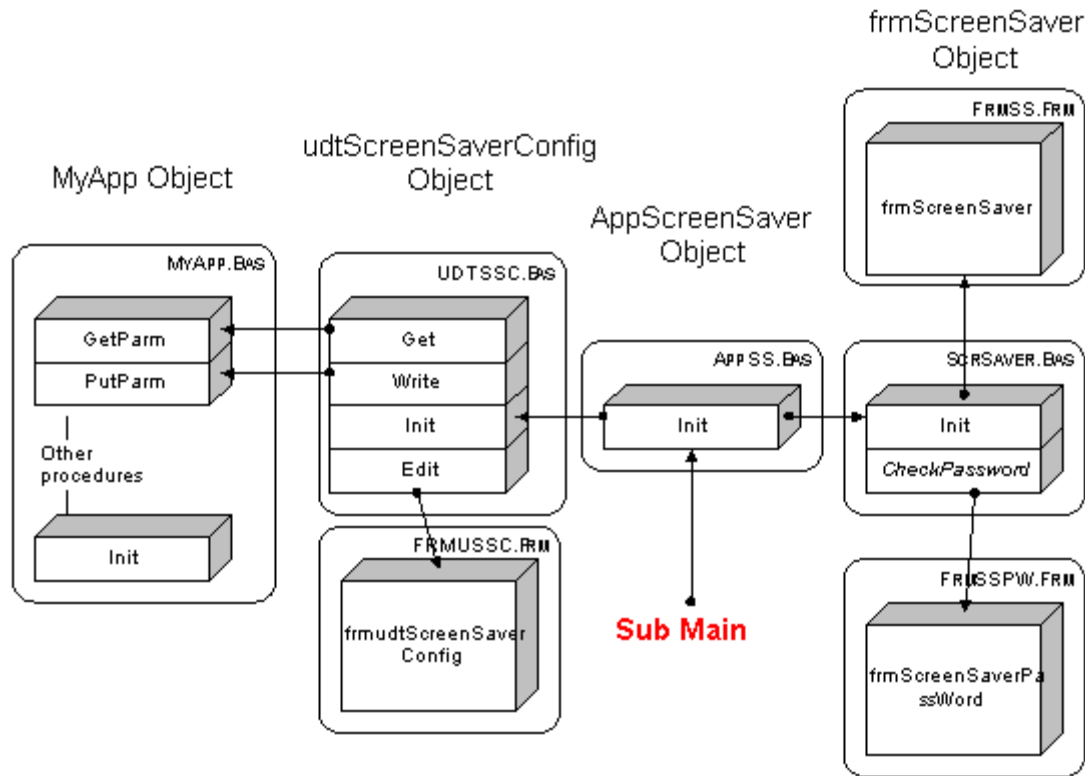 MyApp Object
MYAPP.BAS
GetParm
PutParm
Other
procedures
Init
udtScreenSaverConfig
Object
UDTSSC.BAS
Get
Write
Init
Edit
FRMUSSC.FRM
frmudtScreenSaver
Config
AppScreenSaver
Object
APPSS.BAS
Init
Sub Main
frmScreenSaver
Object
FRMSS.FRM
frmScreenSaver
SCRSAVER.BAS
Init
CheckPassword
FRMSSPW.FRM
frmScreenSaverPa
ssWord